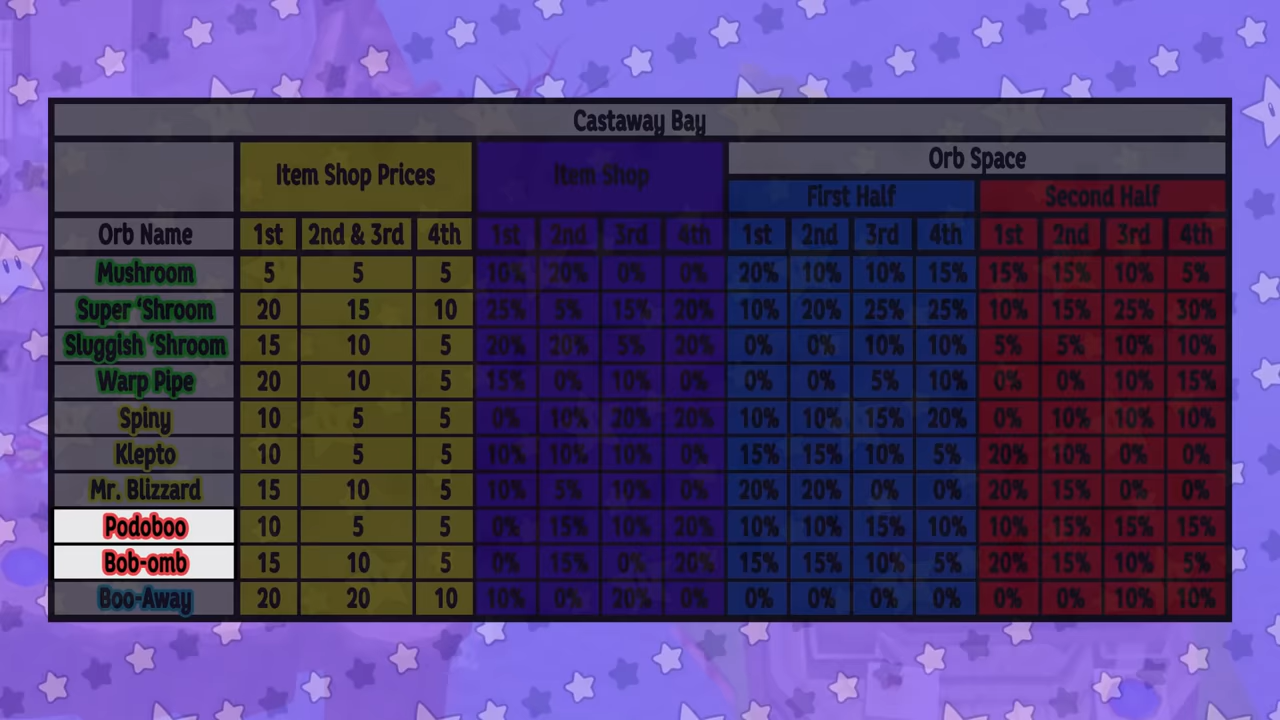 Castaway Bay
Item Shop Prices Item Shop Orb Space
First Half Second Half
Orb Name 1st 2nd & 3rd 4th 1st 2nd 3rd 4th 1st 2nd 3rd 4th 1st 2nd 3rd 4th
Mushroom 5 5 5 10% 20% 0% 0% 20% 10% 10% 15% 15% 15% 10% 5%
Super ‘Shroom 20 15 10 25% 5% 15% 20% 10% 20% 25% 25% 10% 15% 25% 30%
Sluggish ‘Shroom 15 10 5 20% 20% 5% 20% 0% 0% 10% 10% 5% 5% 10% 10%
Warp Pipe 20 10 5 15% 0% 10% 0% 0% 0% 5% 10% 0% 0% 10% 15%
Spiny 10 5 5 0% 10% 20% 20% 10% 10% 15% 20% 0% 10% 10% 10%
Klepto 10 5 5 10% 10% 10% 0% 15% 15% 10% 5% 20% 10% 0% 0%
Mr. Blizzard 15 10 5 10% 5% 10% 0% 20% 20% 0% 0% 20% 15% 0% 0%
Podoboo 10 5 5 0% 15% 10% 20% 10% 10% 15% 10% 10% 15% 15% 15%
Bob-omb 15 10 5 0% 15% 0% 20% 15% 15% 10% 5% 20% 15% 10% 5%
Boo-Away 20 20 10 10% 0% 20% 0% 0% 0% 0% 0% 0% 0% 10% 10%